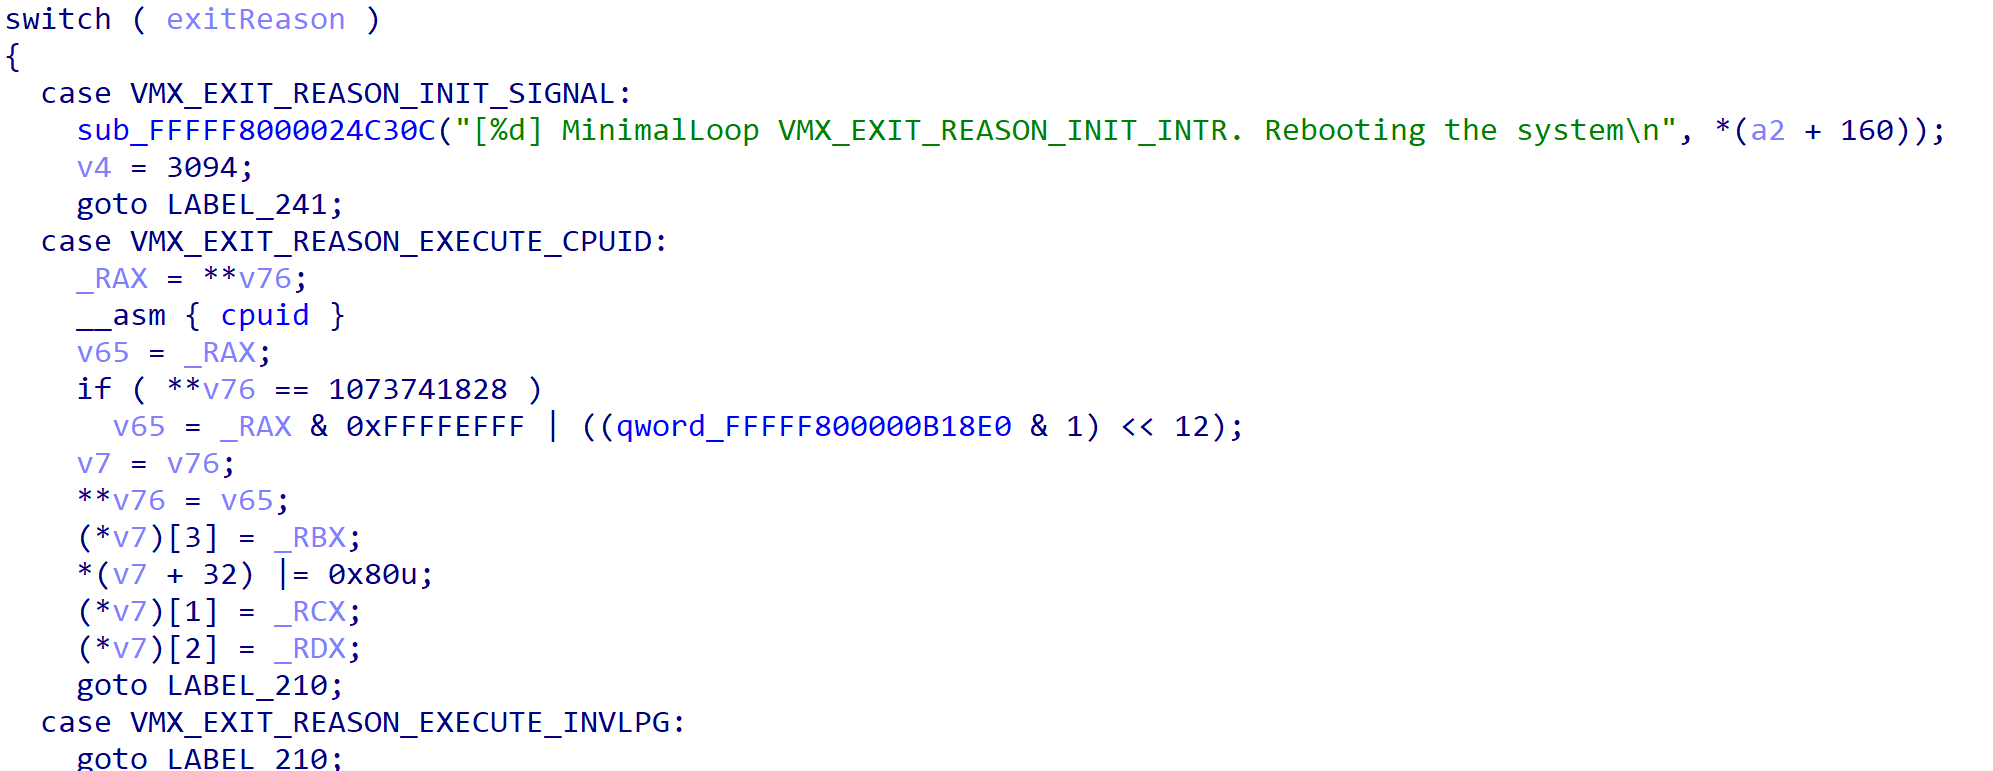 switch ( exitReason )
{
  case VMX_EXIT_REASON_INIT_SIGNAL:
    sub_FFFFF8000024C30C("[%d] MinimalLoop VMX_EXIT_REASON_INIT_INTR. Rebooting the system\n", *(a2 + 160));
    v4 = 3094;
    goto LABEL_241;
  case VMX_EXIT_REASON_EXECUTE_CPUID:
    _RAX = **v76;
    __asm { cpuid }
    v65 = _RAX;
    if ( **v76 == 1073741828 )
      v65 = _RAX & 0xFFFFEFFF | ((qword_FFFFF800000B18E0 & 1) << 12);
    v7 = v76;
    **v76 = v65;
    (*v7)[3] = _RBX;
    *(v7 + 32) |= 0x80u;
    (*v7)[1] = _RCX;
    (*v7)[2] = _RDX;
    goto LABEL_210;
  case VMX_EXIT_REASON_EXECUTE_INVLPG:
    goto LABEL_210;